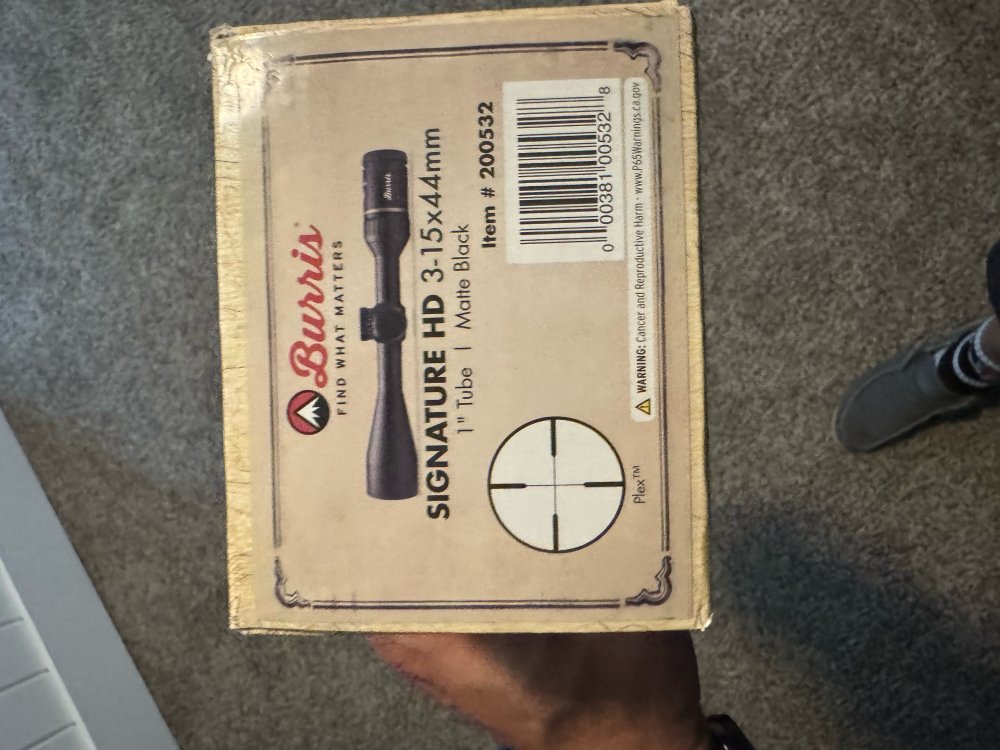 Burris
FIND WHAT MATTERS
Burris
SIGNATURE HD 3-15x44mm
1" Tube | Matte Black
Item # 200532
0 00381 00532 8
Plex™
⚠ WARNING: Cancer and Reproductive Harm - www.P65Warnings.ca.gov